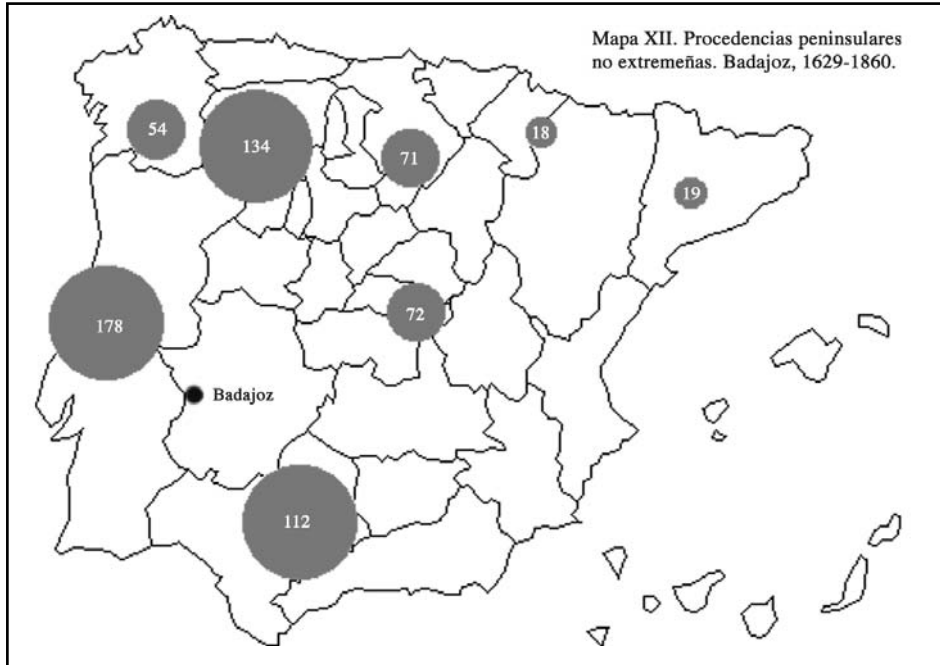 Mapa XII. Procedencias peninsulares
no extremeñas. Badajoz, 1629-1860.
54
134
71
18
19
178
72
Badajoz
112